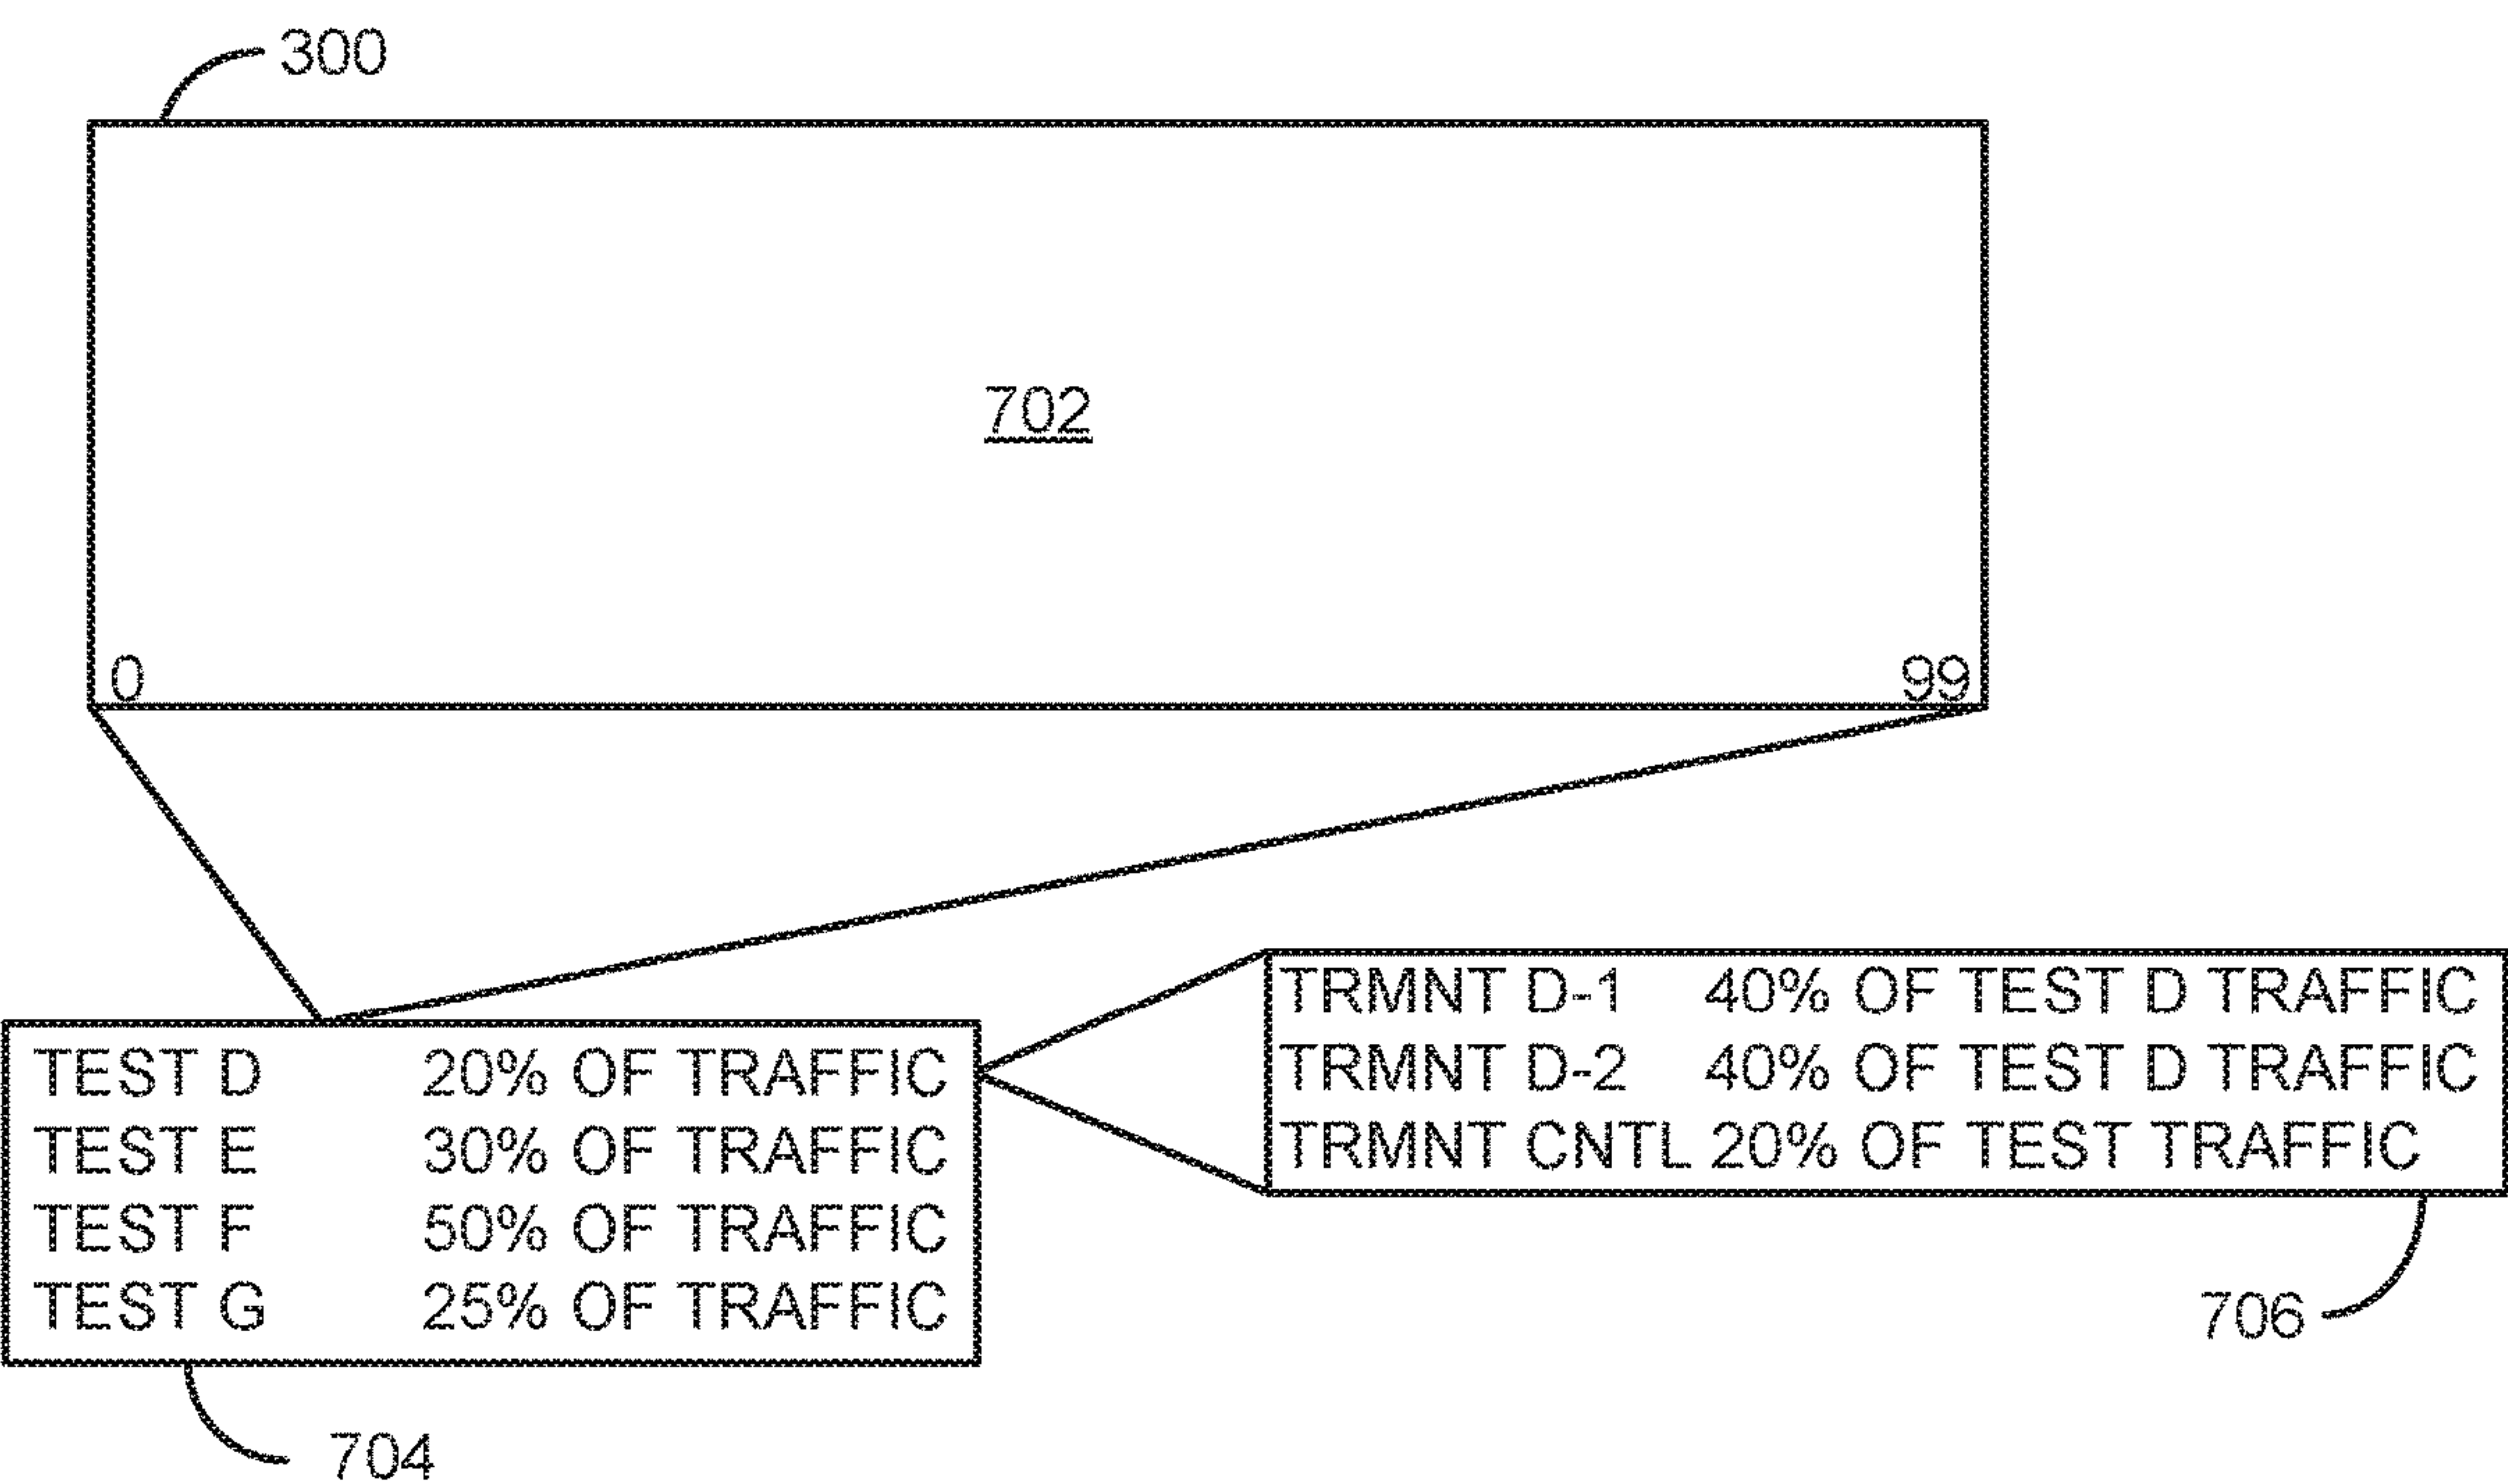 300
702
0 99
TRMNT D-1 40% OF TEST D TRAFFIC
TRMNT D-2 40% OF TEST D TRAFFIC
TRMNT CNTL 20% OF TEST TRAFFIC
TEST D 20% OF TRAFFIC
TEST E 30% OF TRAFFIC
TEST F 50% OF TRAFFIC
TEST G 25% OF TRAFFIC
706
704